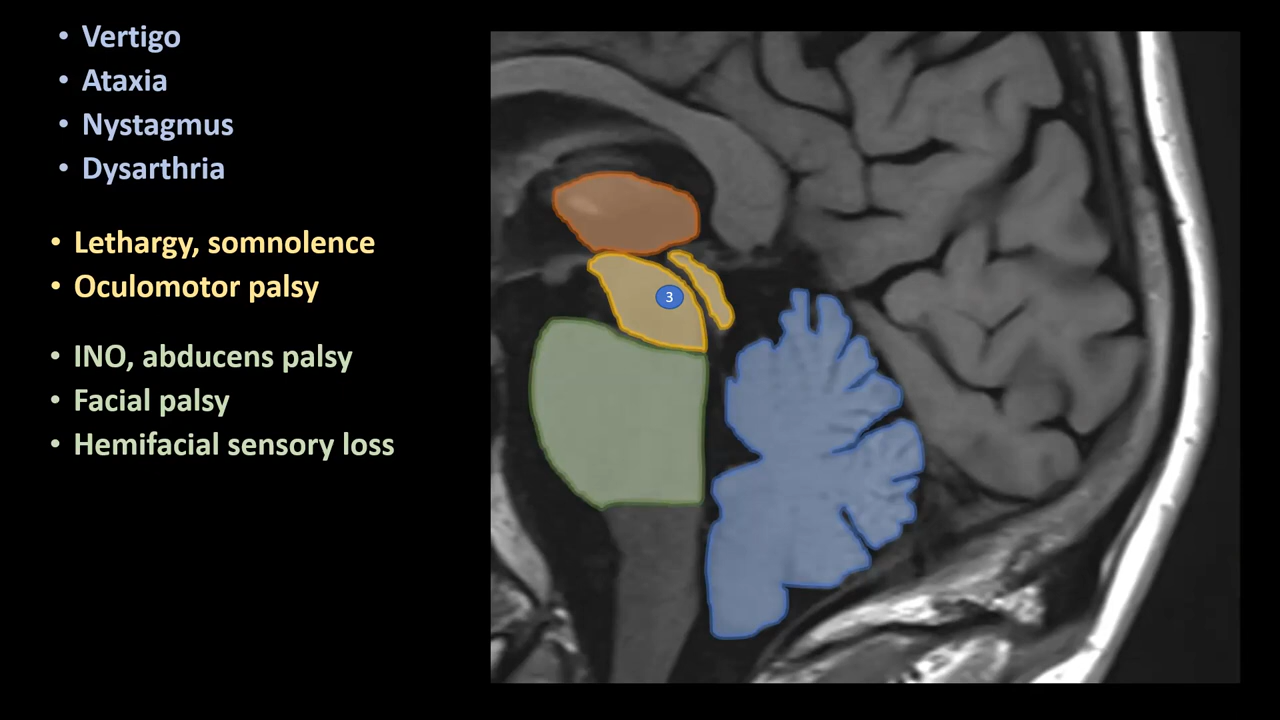 • Vertigo
• Ataxia
• Nystagmus
• Dysarthria
• Lethargy, somnolence
• Oculomotor palsy
• INO, abducens palsy
• Facial palsy
• Hemifacial sensory loss
3